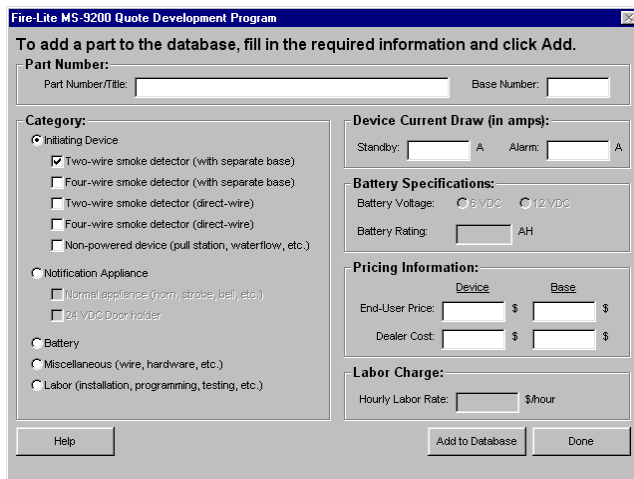 Fire-Lite MS-9200 Quote Development Program
To add a part to the database, fill in the required information and click Add.
Part Number:
Part Number/Title: Base Number:
Category:
Initiating Device
Two-wire smoke detector (with separate base)
Four-wire smoke detector (with separate base)
Two-wire smoke detector (direct-wire)
Four-wire smoke detector (direct-wire)
Non-powered device (pull station, waterflow, etc.)
Notification Appliance
Normal appliance (horn, strobe, bell, etc.)
24 VDC Door holder
Battery
Miscellaneous (wire, hardware, etc.)
Labor (installation, programming, testing, etc.)
Device Current Draw (in amps):
Standby: A Alarm: A
Battery Specifications:
Battery Voltage: 6 VDC 12 VDC
Battery Rating: AH
Pricing Information:
Device Base
End-User Price: $ $
Dealer Cost: $ $
Labor Charge:
Hourly Labor Rate: $/hour
Help Add to Database Done